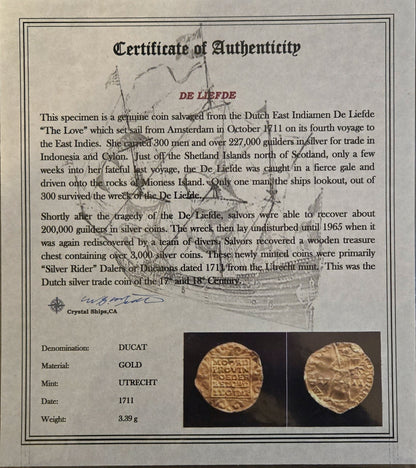 Certificate of Authenticity
DE LIEFDE
This specimen is a genuine coin salvaged from the Dutch East Indiamen De Liefde
"The Love" which set sail from Amsterdam in October 1711 on its fourth voyage to
the East Indies. She carried 300 men and over 227,000 guilders in silver for trade in
Indonesia and Cylon. Just off the Shetland Islands north of Scotland, only a few
weeks into her fateful last voyage, the De Liefde was caught in a fierce gale and
driven onto the rocks of Mioness Island. Only one man, the ships lookout, out of
300 survived the wreck of the De Liefde.
Shortly after the tragedy of the De Liefde, salvors were able to recover about
200,000 guilders in silver coins. The wreck then lay undisturbed until 1965 when it
was again rediscovered by a team of divers. Salvors recovered a wooden treasure
chest containing over 3,000 silver coins. These newly minted coins were primarily
"Silver Rider" Dalers or Ducatons dated 1711 from the Utrecht mint. This was the
Dutch silver trade coin of the 17th and 18th Century.
Crystal Ships,CA
Denomination: DUCAT
Material: GOLD
Mint: UTRECHT
Date: 1711
Weight: 3.39 g